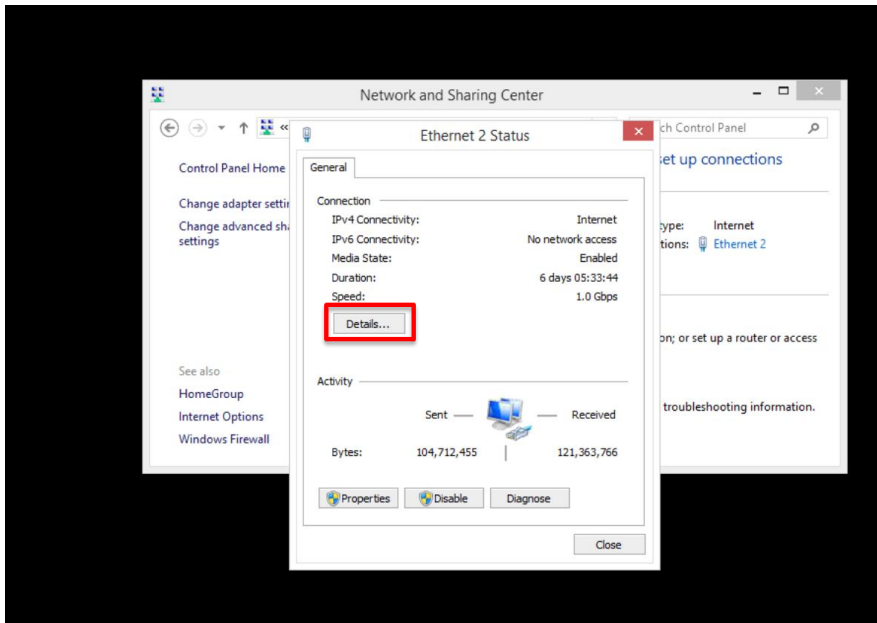 Network and Sharing Center
«
Ethernet 2 Status
ch Control Panel
Control Panel Home
General
set up connections
Change adapter settin
Change advanced sha
settings
Connection
IPv4 Connectivity: Internet
IPv6 Connectivity: No network access
Media State: Enabled
Duration: 6 days 05:33:44
Speed: 1.0 Gbps
Details...
type: Internet
tions: Ethernet 2
on; or set up a router or access
troubleshooting information.
See also
HomeGroup
Internet Options
Windows Firewall
Activity
Sent — Received
Bytes: 104,712,455 | 121,363,766
Properties Disable Diagnose
Close